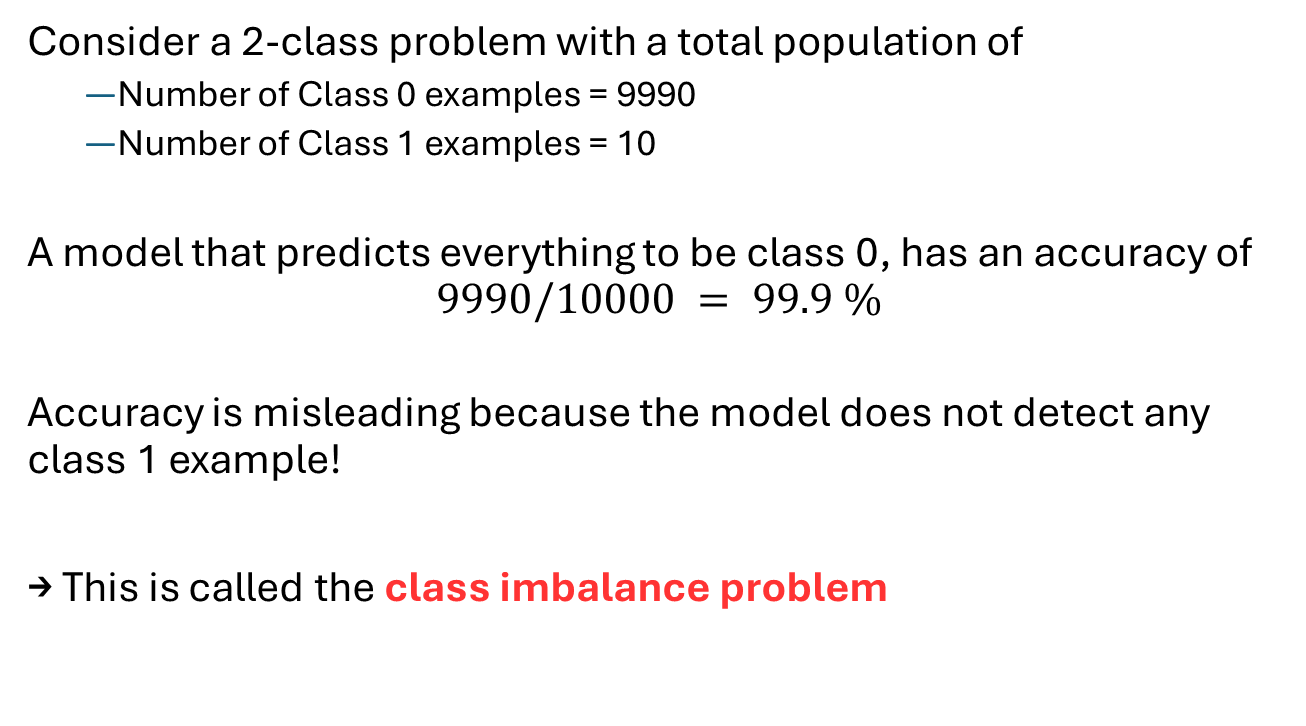 Consider a 2-class problem with a total population of
—Number of Class 0 examples = 9990
—Number of Class 1 examples = 10
A model that predicts everything to be class 0, has an accuracy of
9990/10000 = 99.9 %
Accuracy is misleading because the model does not detect any
class 1 example!
→ This is called the class imbalance problem